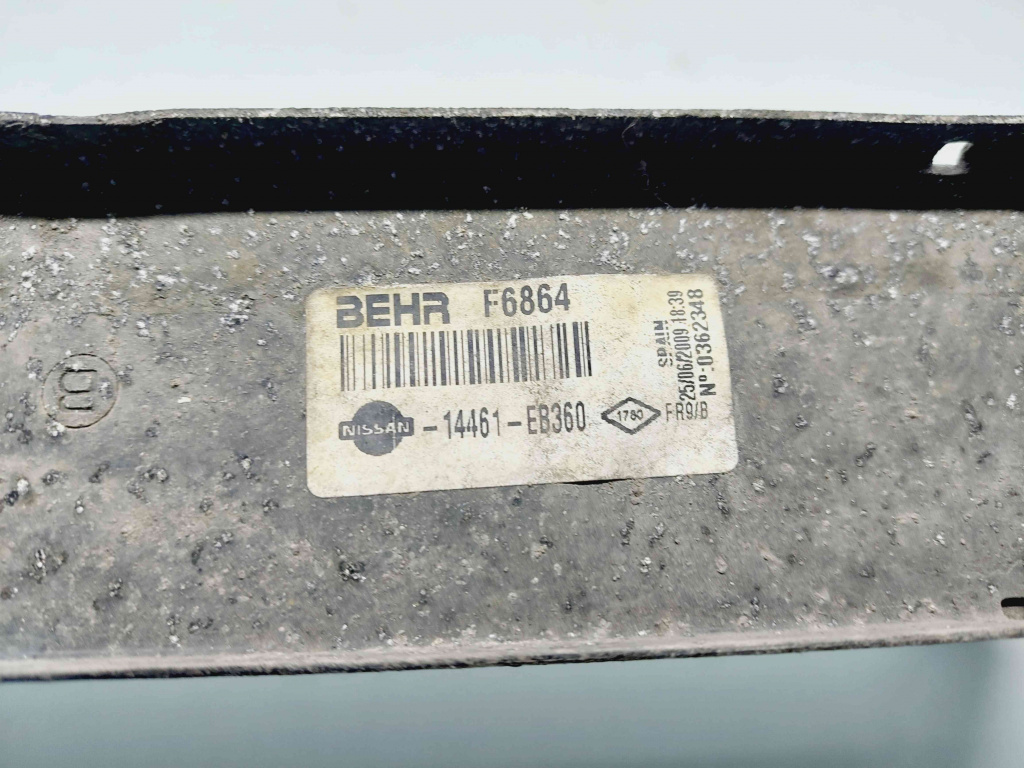 BEHR F6864
NISSAN -14461-EB360 1780 FR9/B
SPAIN
25/06/2009 18:39
Nº:0362348